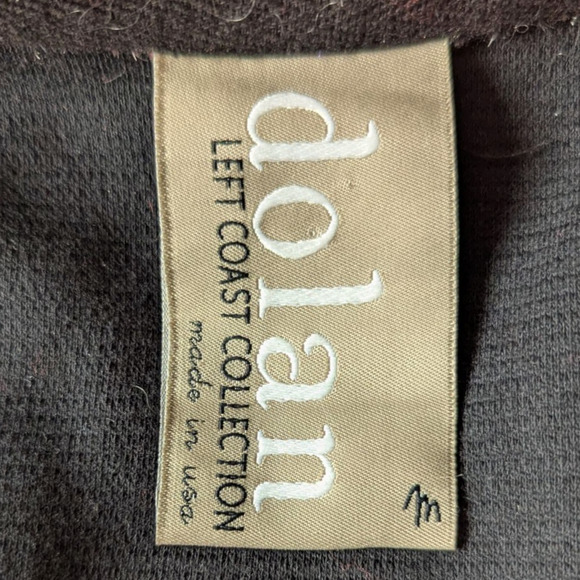 M
dolan
LEFT COAST COLLECTION
made in usa